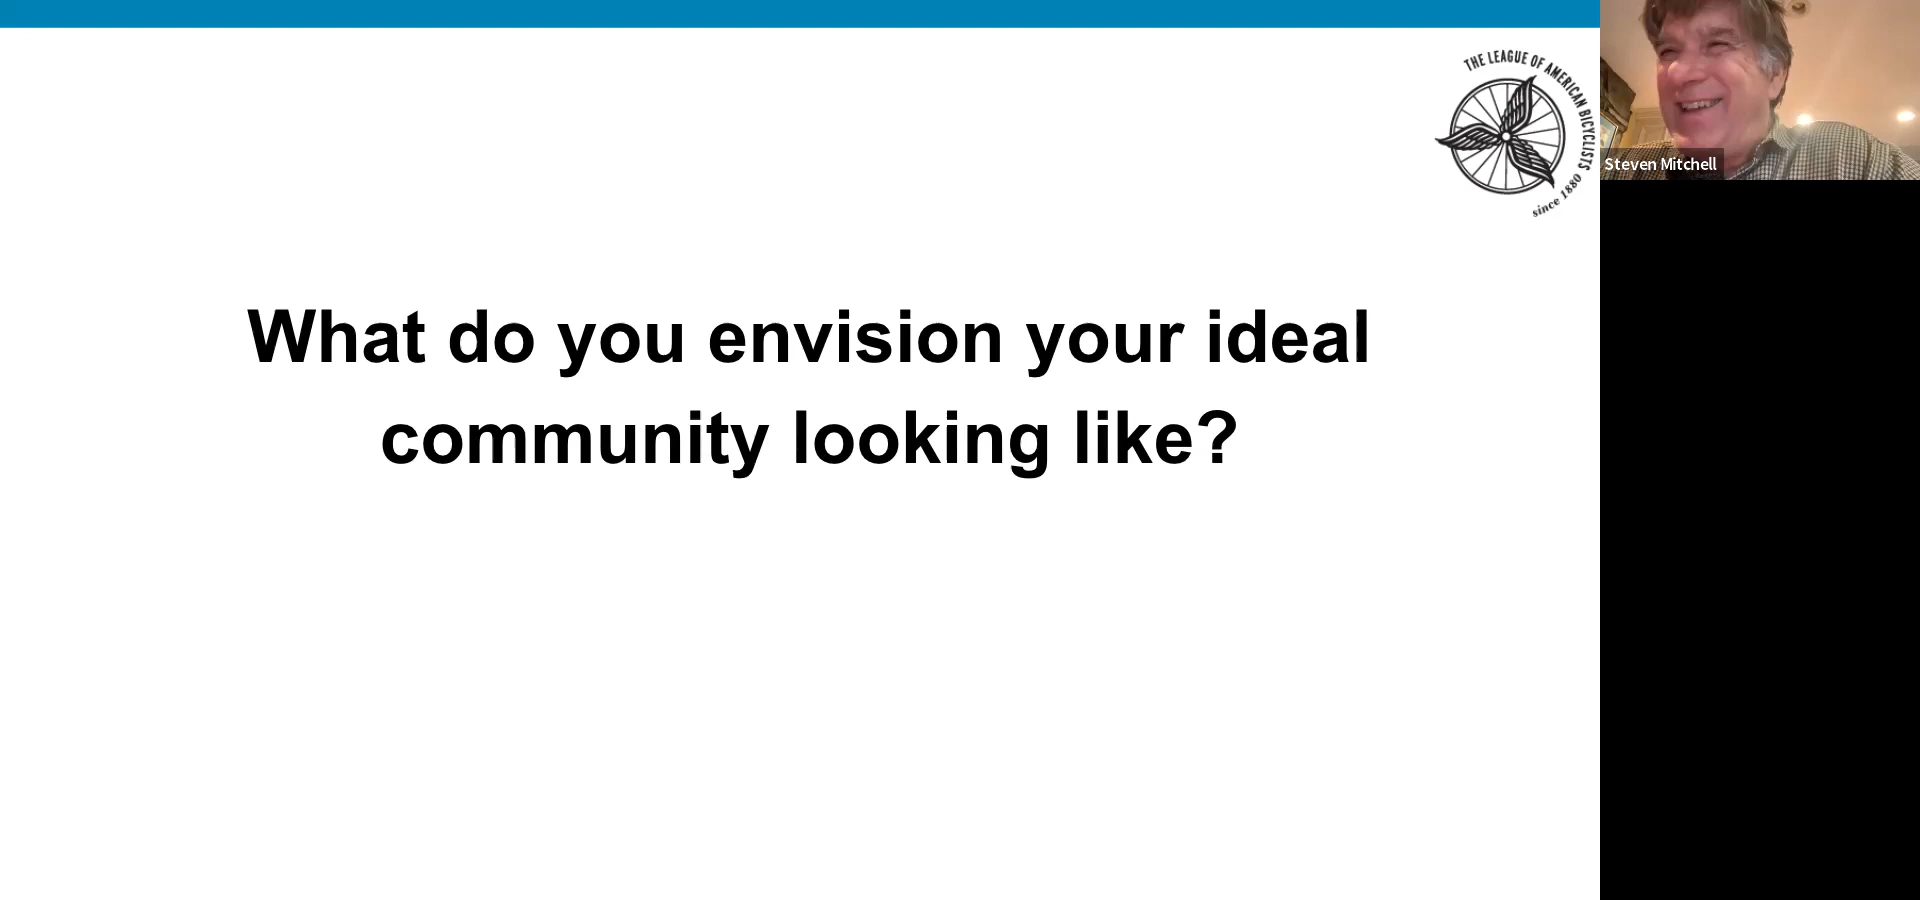 THE LEAGUE OF AMERICAN BICYCLISTS
since 1880
Steven Mitchell
What do you envision your ideal
community looking like?